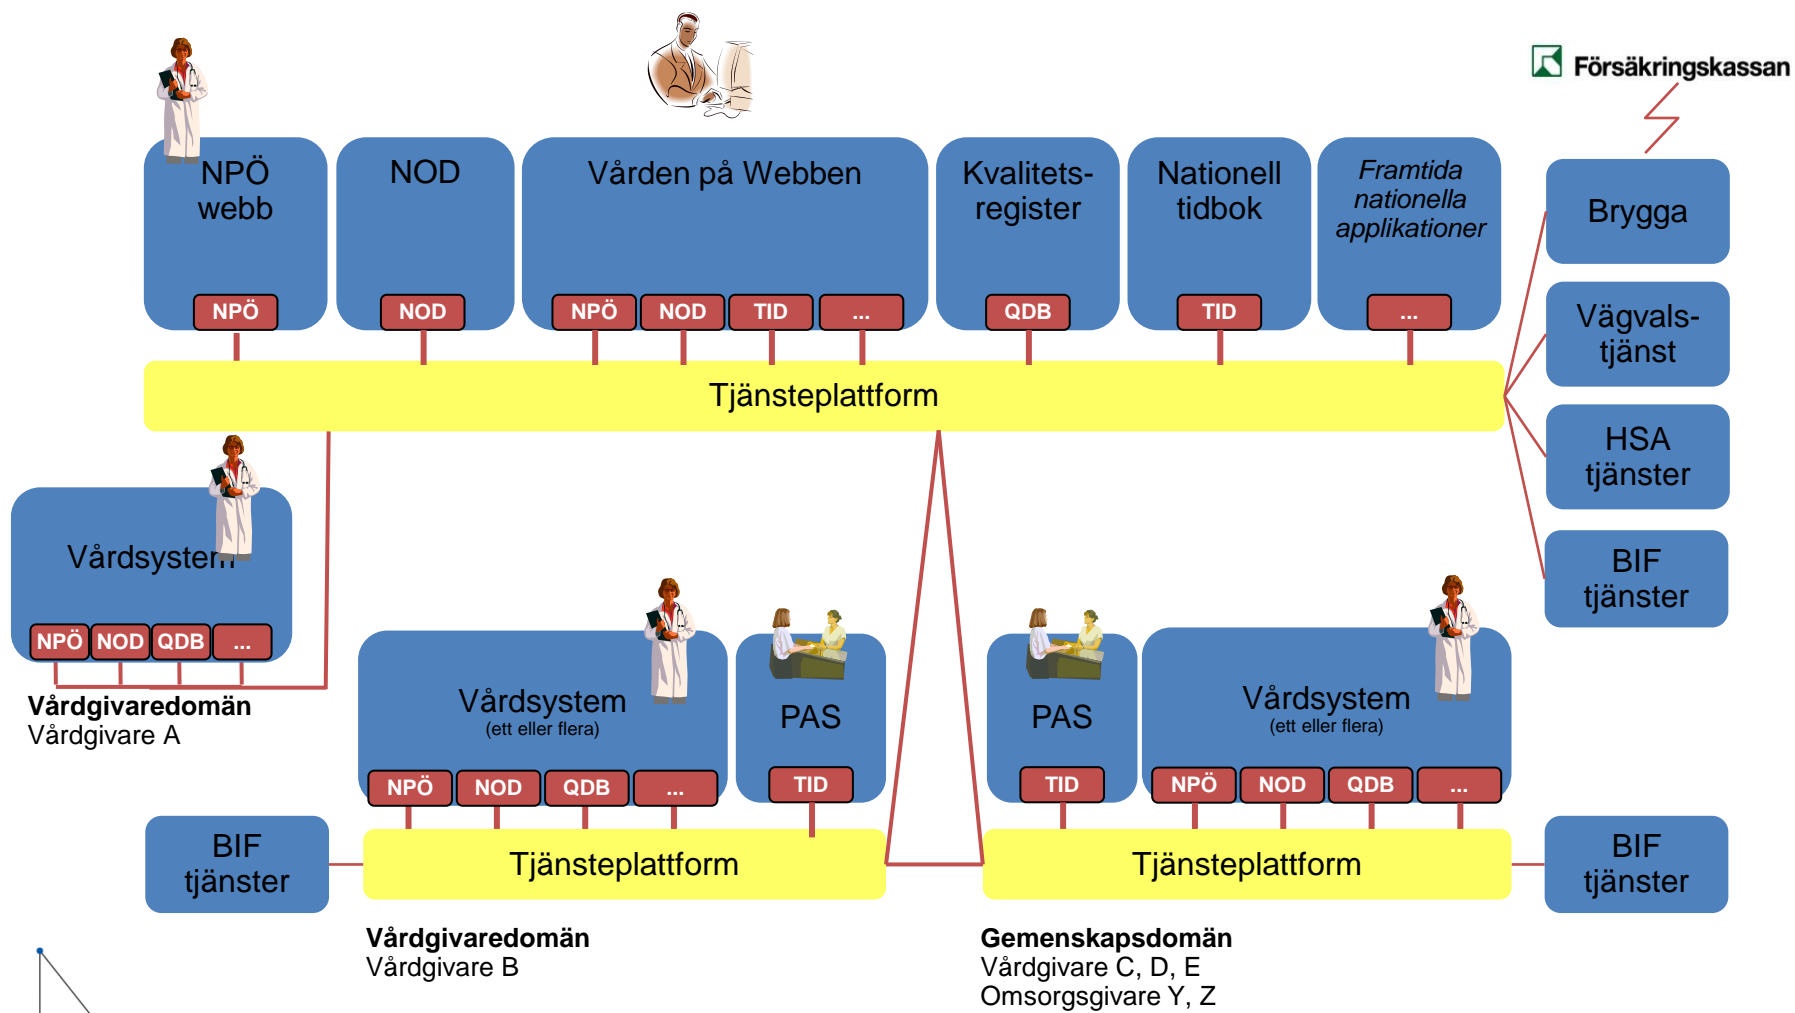 Försäkringskassan
NPÖ
webb
NOD
Vården på Webben
Kvalitets-
register
Nationell
tidbok
Framtida
nationella
applikationer
NPÖ
NOD
NPÖ
NOD
TID
...
QDB
TID
...
Brygga
Vägvals-
tjänst
HSA
tjänster
BIF
tjänster
Tjänsteplattform
Vårdsystem
NPÖ
NOD
QDB
...
Vårdgivaredomän
Vårdgivare A
Vårdsystem
(ett eller flera)
NPÖ
NOD
QDB
...
PAS
TID
PAS
TID
Vårdsystem
(ett eller flera)
NPÖ
NOD
QDB
...
BIF
tjänster
Tjänsteplattform
Tjänsteplattform
BIF
tjänster
Vårdgivaredomän
Vårdgivare B
Gemenskapsdomän
Vårdgivare C, D, E
Omsorgsgivare Y, Z